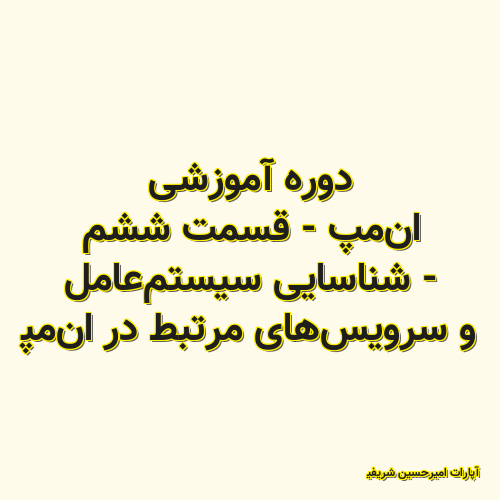 دوره آموزشی
ان‌مپ - قسمت ششم
- شناسایی سیستم‌عامل
و سرویس‌های مرتبط در ان‌مپ
آپارات امیرحسین شریفی